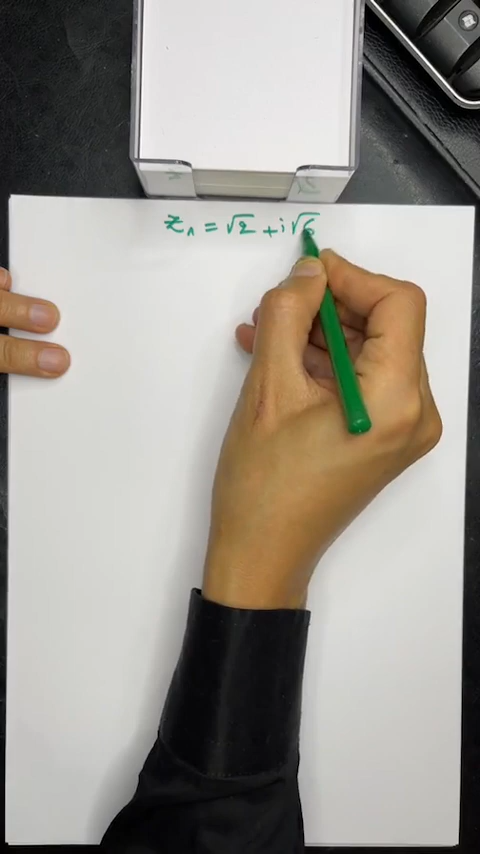 z₁ = √2 + i√6